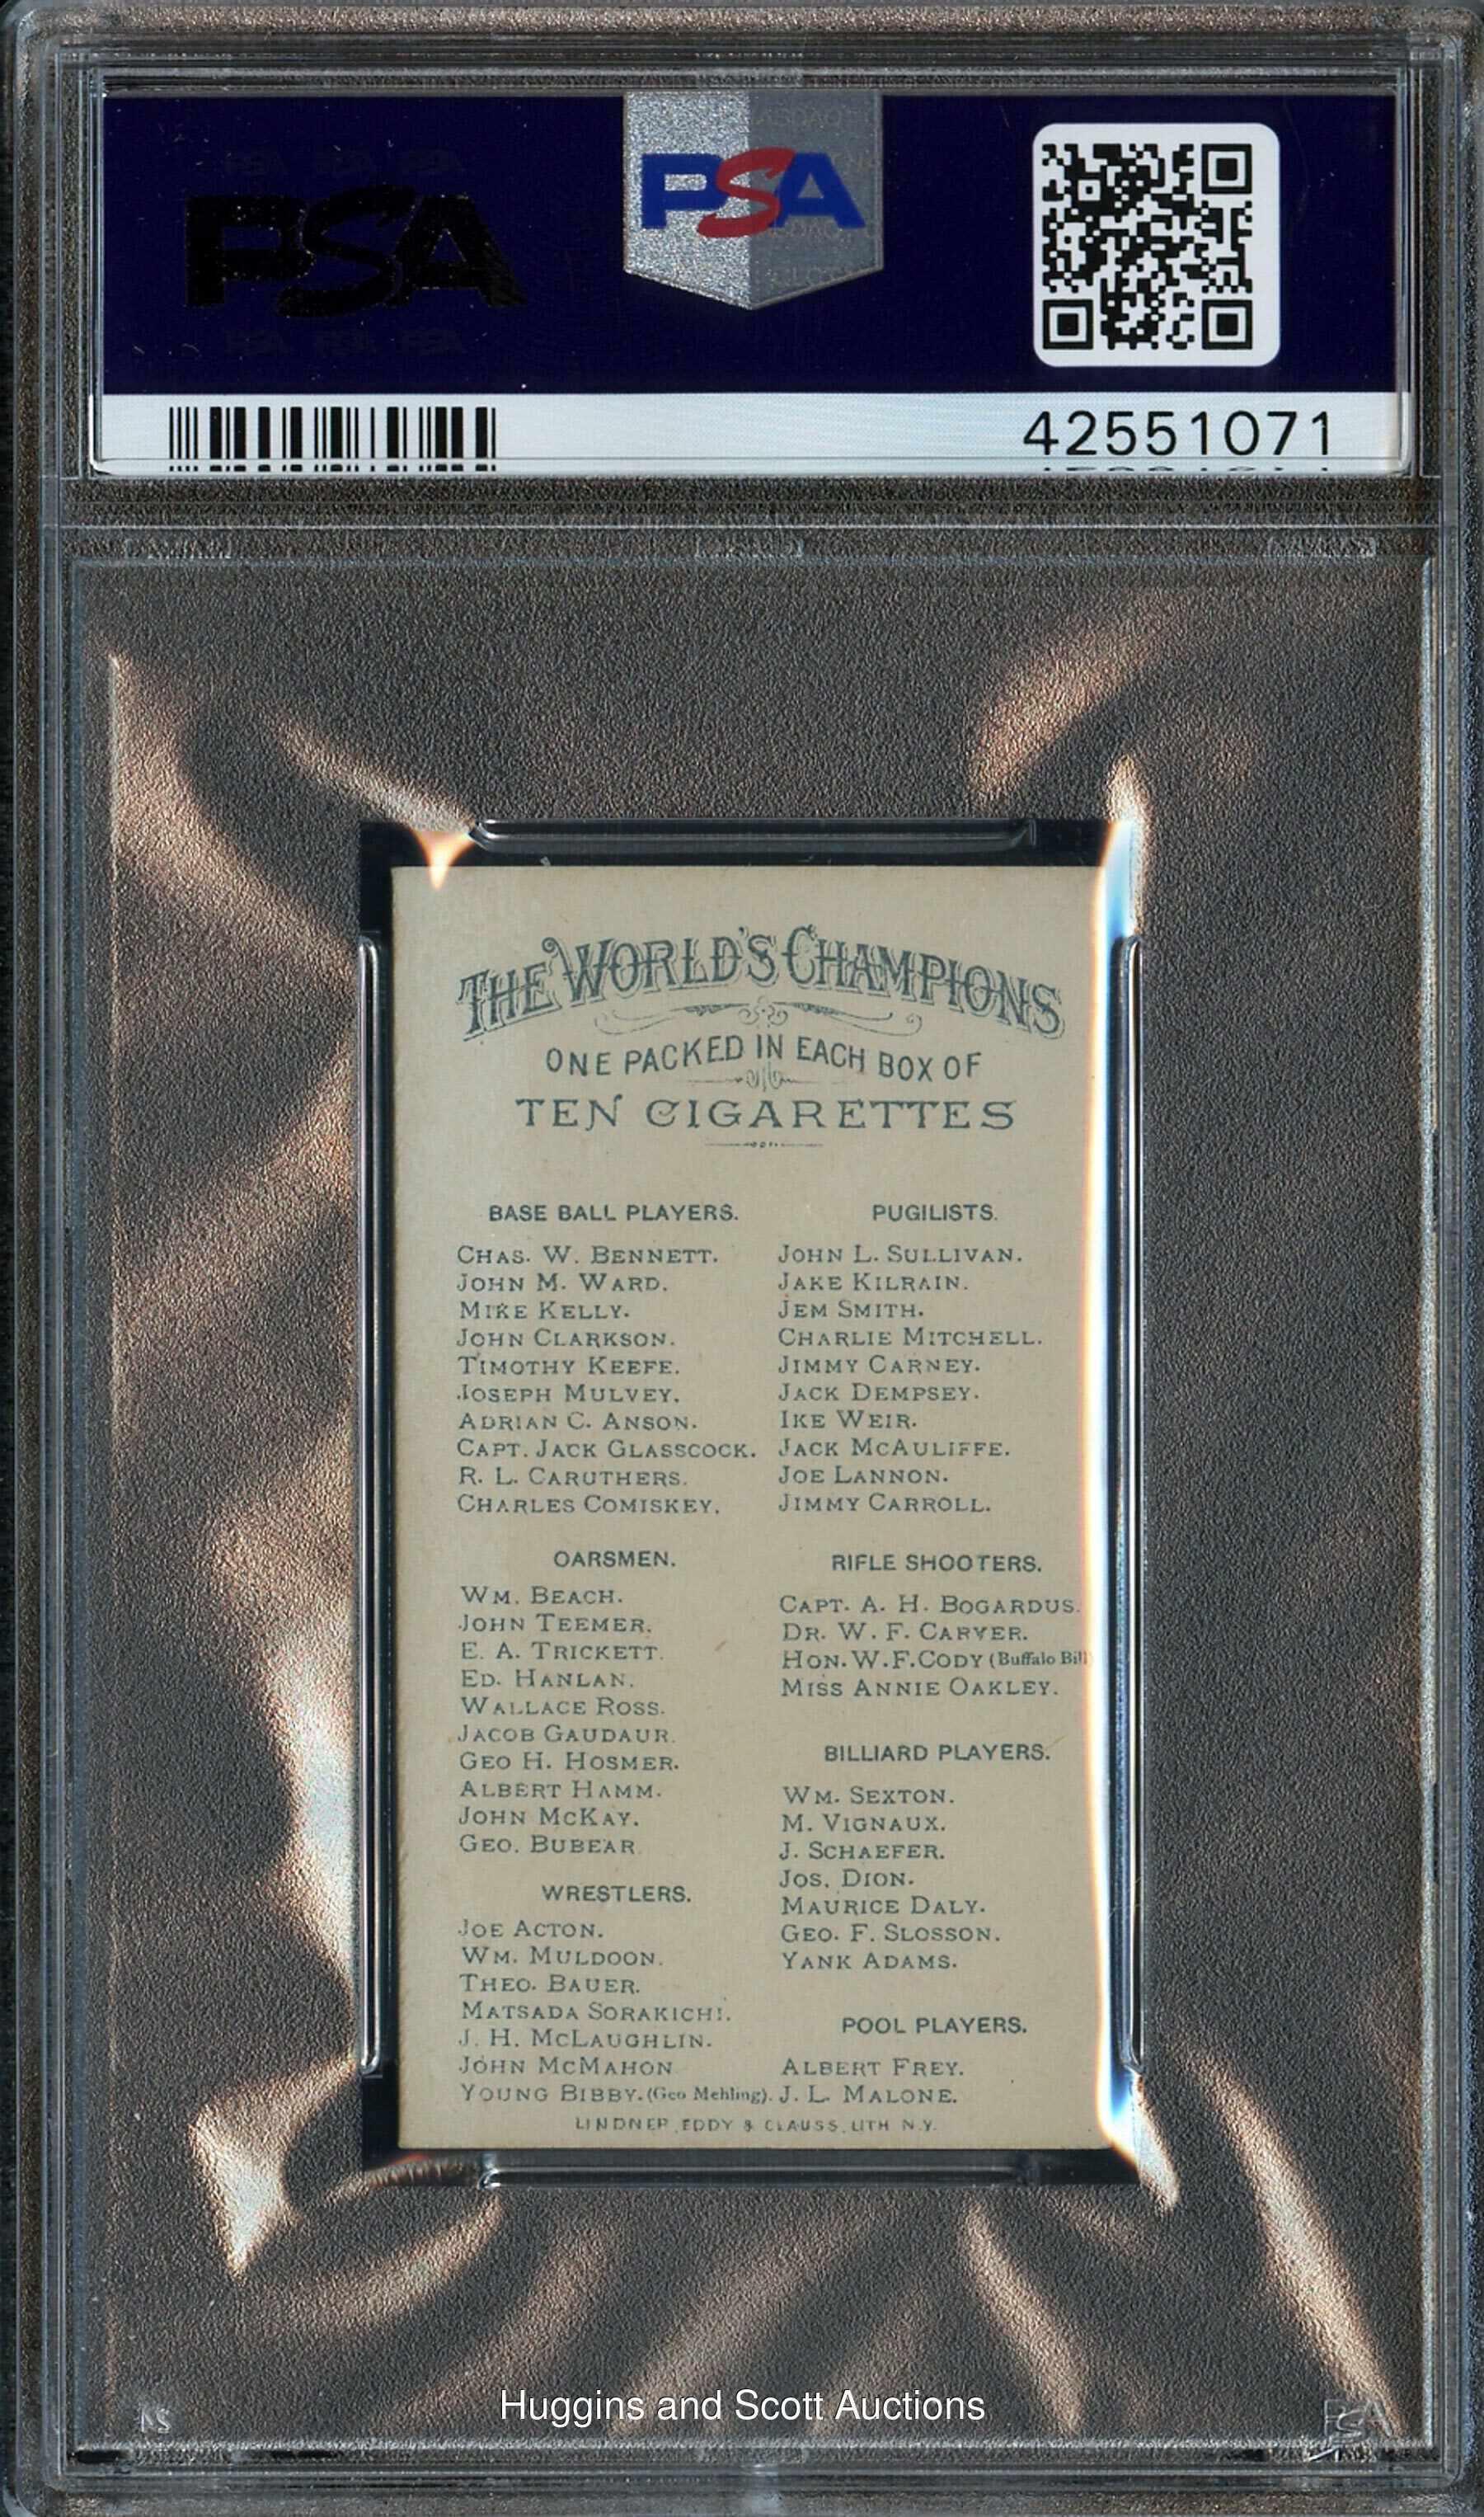 PSA
PSA
42551071
THE WORLD'S CHAMPIONS
ONE PACKED IN EACH BOX OF
TEN CIGARETTES
BASE BALL PLAYERS.
CHAS. W. BENNETT.
JOHN M. WARD.
MIKE KELLY.
JOHN CLARKSON.
TIMOTHY KEEFE.
JOSEPH MULVEY.
ADRIAN C. ANSON.
CAPT. JACK GLASSCOCK.
R. L. CARUTHERS.
CHARLES COMISKEY.
OARSMEN.
WM. BEACH.
JOHN TEEMER.
E. A. TRICKETT.
ED. HANLAN.
WALLACE ROSS.
JACOB GAUDAUR.
GEO H. HOSMER.
ALBERT HAMM.
JOHN MCKAY.
GEO. BUBEAR.
WRESTLERS.
JOE ACTON.
WM. MULDOON.
THEO. BAUER.
MATSADA SORAKICHI.
J. H. MCLAUGHLIN.
JOHN MCMAHON
YOUNG BIBBY. (Geo Mehling).
PUGILISTS.
JOHN L. SULLIVAN.
JAKE KILRAIN.
JEM SMITH.
CHARLIE MITCHELL.
JIMMY CARNEY.
JACK DEMPSEY.
IKE WEIR.
JACK MCAULIFFE.
JOE LANNON.
JIMMY CARROLL.
RIFLE SHOOTERS.
CAPT. A. H. BOGARDUS.
DR. W. F. CARVER.
HON. W. F. CODY (Buffalo Bill)
MISS ANNIE OAKLEY.
BILLIARD PLAYERS.
WM. SEXTON.
M. VIGNAUX.
J. SCHAEFER.
JOS. DION.
MAURICE DALY.
GEO. F. SLOSSON.
YANK ADAMS.
POOL PLAYERS.
ALBERT FREY.
J. L. MALONE.
LINDNER, EDDY & CLAUSS, LITH. N.Y.
Huggins and Scott Auctions
PSA